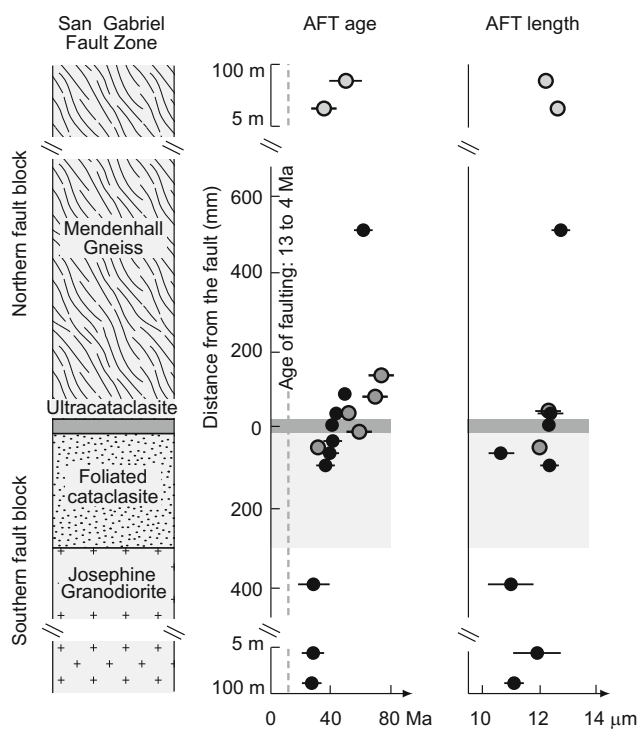 San Gabriel
Fault Zone
AFT age
AFT length
Northern fault block
Southern fault block
Mendenhall
Gneiss
Ultracataclasite
Foliated
cataclasite
Josephine
Granodiorite
Distance from the fault (mm)
100 m
5 m
600
400
200
0
200
400
5 m
100 m
Age of faulting: 13 to 4 Ma
0 40 80 Ma
10 12 14 μm